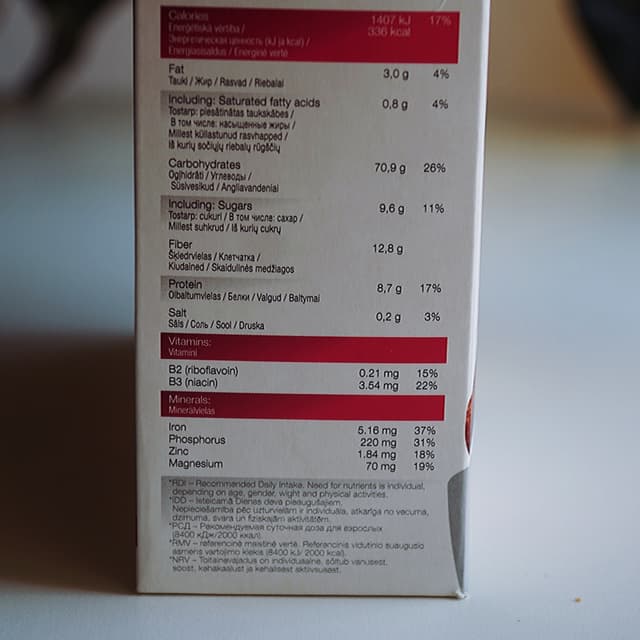 Calories 1407 kJ 17%
Enerģētiskā vērtība / 336 kcal
Энергетическая ценность (kJ ja kcal) /
Energiasisaldus / Energinė vertė
Fat 3,0 g 4%
Tauki / Жир / Rasvad / Riebalai
Including: Saturated fatty acids 0,8 g 4%
Tostarp: piesātinātas taukskābes /
В том числе: насыщенные жиры /
Millest küllastunud rasvhapped /
iš kurių sočiųjų riebalų rūgščių
Carbohydrates 70,9 g 26%
Ogļhidrāti / Углеводы /
Süsivesikud / Angliavandeniai
Including: Sugars 9,6 g 11%
Tostarp: cukuri / В том числе: сахар /
Millest suhkrud / iš kurių cukrų
Fiber 12,8 g
Šķiedrvielas / Клетчатка /
Kiudained / Skaidulinės medžiagos
Protein 8,7 g 17%
Olbaltumvielas / Белки / Valgud / Baltymai
Salt 0,2 g 3%
Sāls / Соль / Sool / Druska
Vitamins:
Vitamīni
B2 (riboflavoin) 0.21 mg 15%
B3 (niacin) 3.54 mg 22%
Minerals:
Minerālvielas
Iron 5.16 mg 37%
Phosphorus 220 mg 31%
Zinc 1.84 mg 18%
Magnesium 70 mg 19%
*RDI – Recommended Daily Intake. Need for nutrients is individual,
depending on age, gender, wight and physical activities.
*IDD – Ieteicamā Dienas deva pieaugušajiem.
Nepieciešamība pēc uzturvielām ir individuāla, atkarīga no vecuma,
dzimuma, svara un fiziskajām aktivitātēm.
*РСД – Рекомендуемая суточная доза для взрослых
(8400 кДж/2000 ккал).
*RMV – referencinė maistinė vertė. Referencinis vidutinio suaugusio
asmens vartojimo kiekis (8400 kJ/ 2000 kcal).
*NRV – Toitainevajadus on individuaalne, sõltub vanusest,
soost, kehakaalust ja kehalisest aktiivsusest.